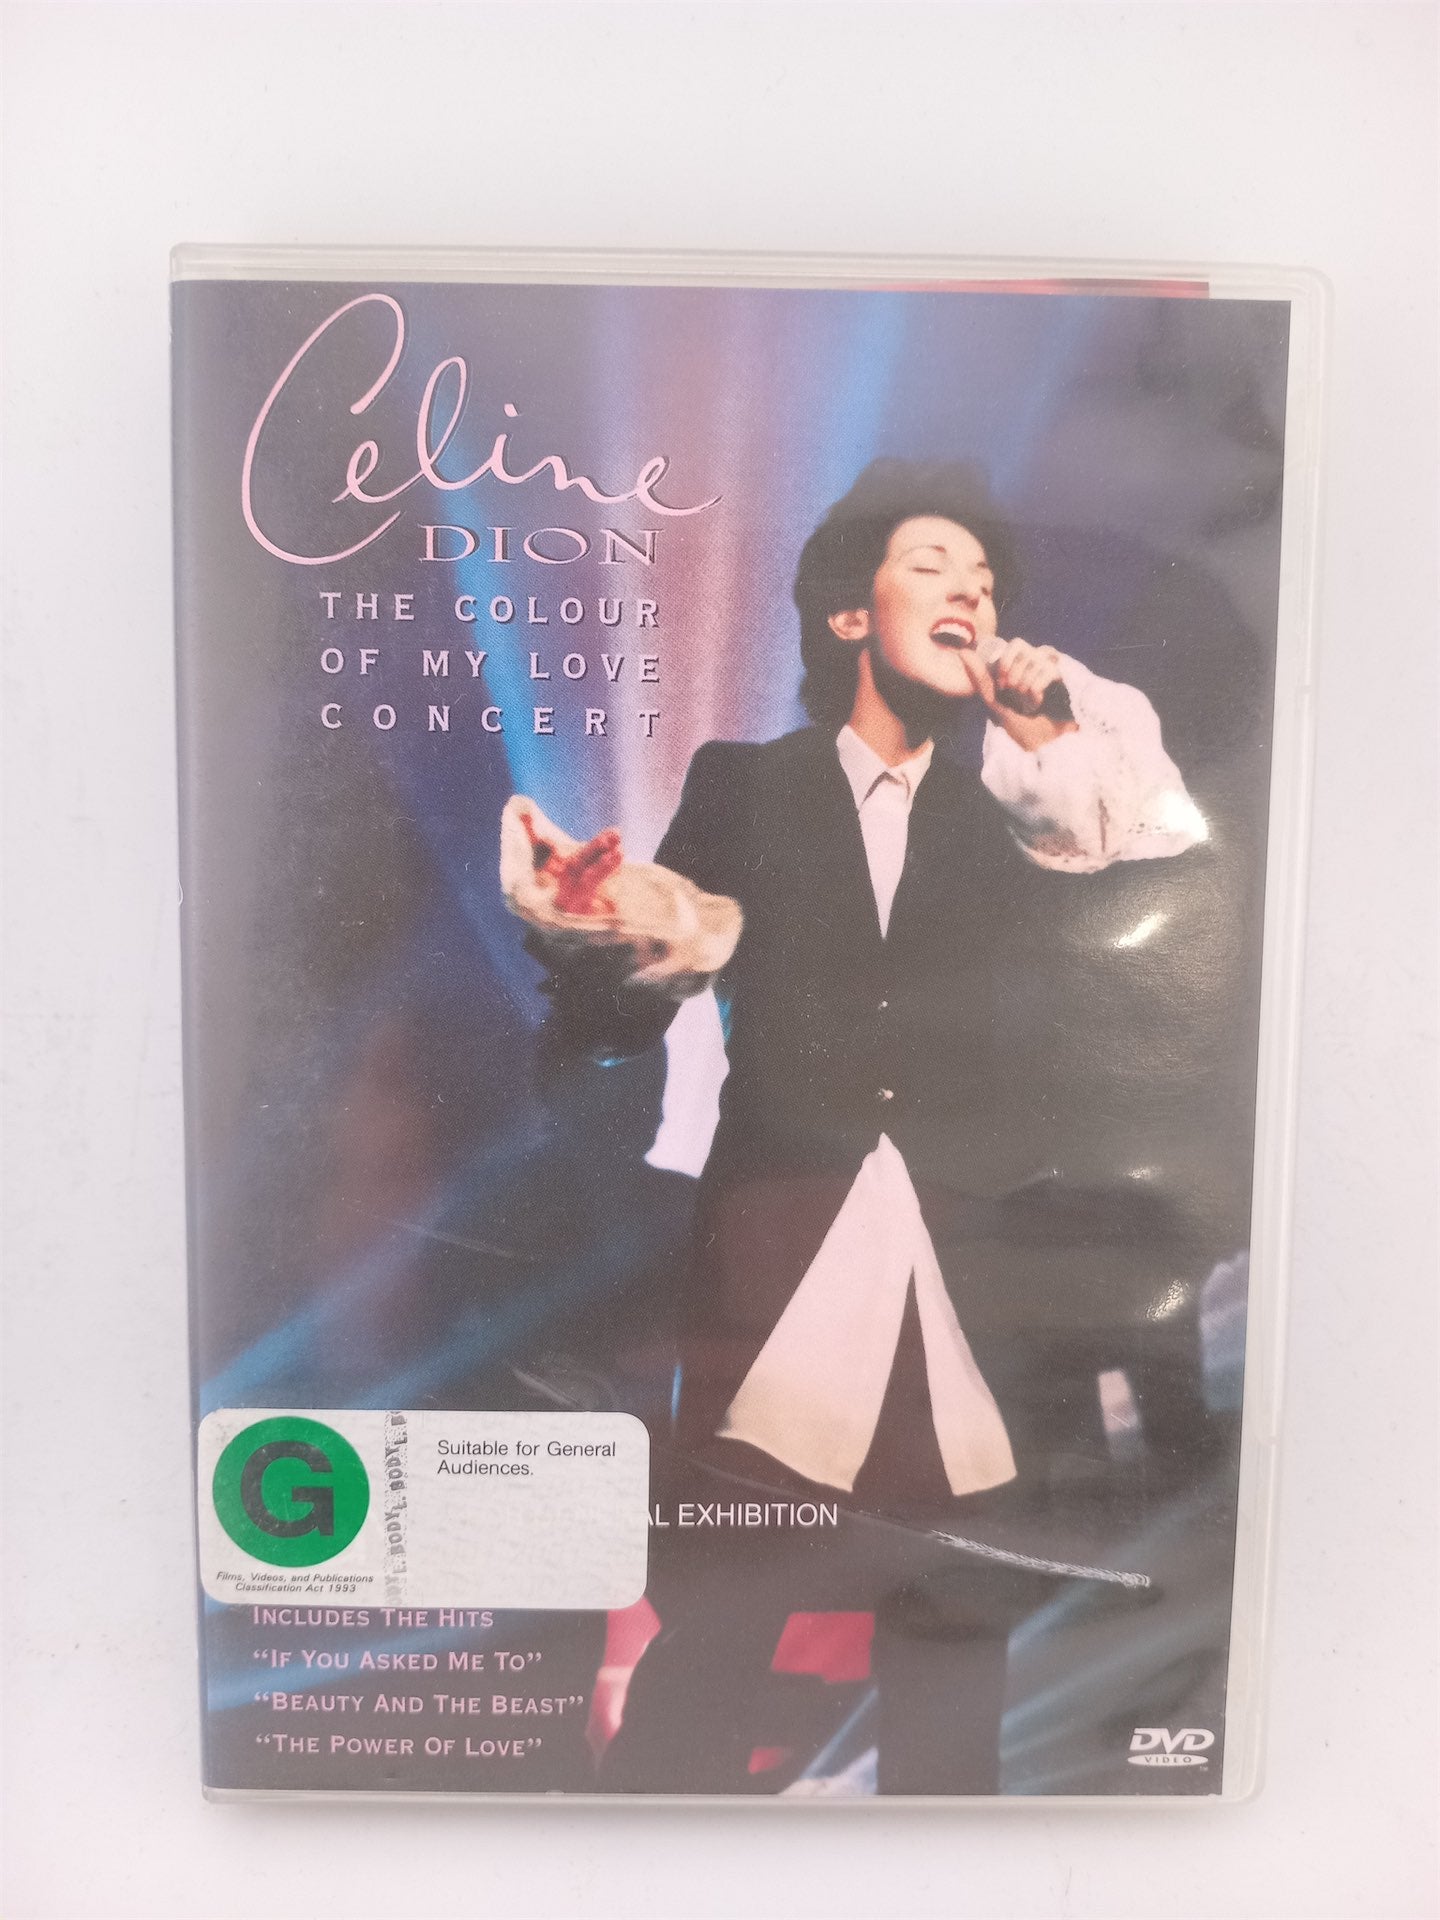 Celine
DION
THE COLOUR
OF MY LOVE
CONCERT
G
Suitable for General
Audiences.
Films, Videos, and Publications
Classification Act 1993
EXHIBITION
INCLUDES THE HITS
"IF YOU ASKED ME TO"
"BEAUTY AND THE BEAST"
"THE POWER OF LOVE"
DVD
VIDEO